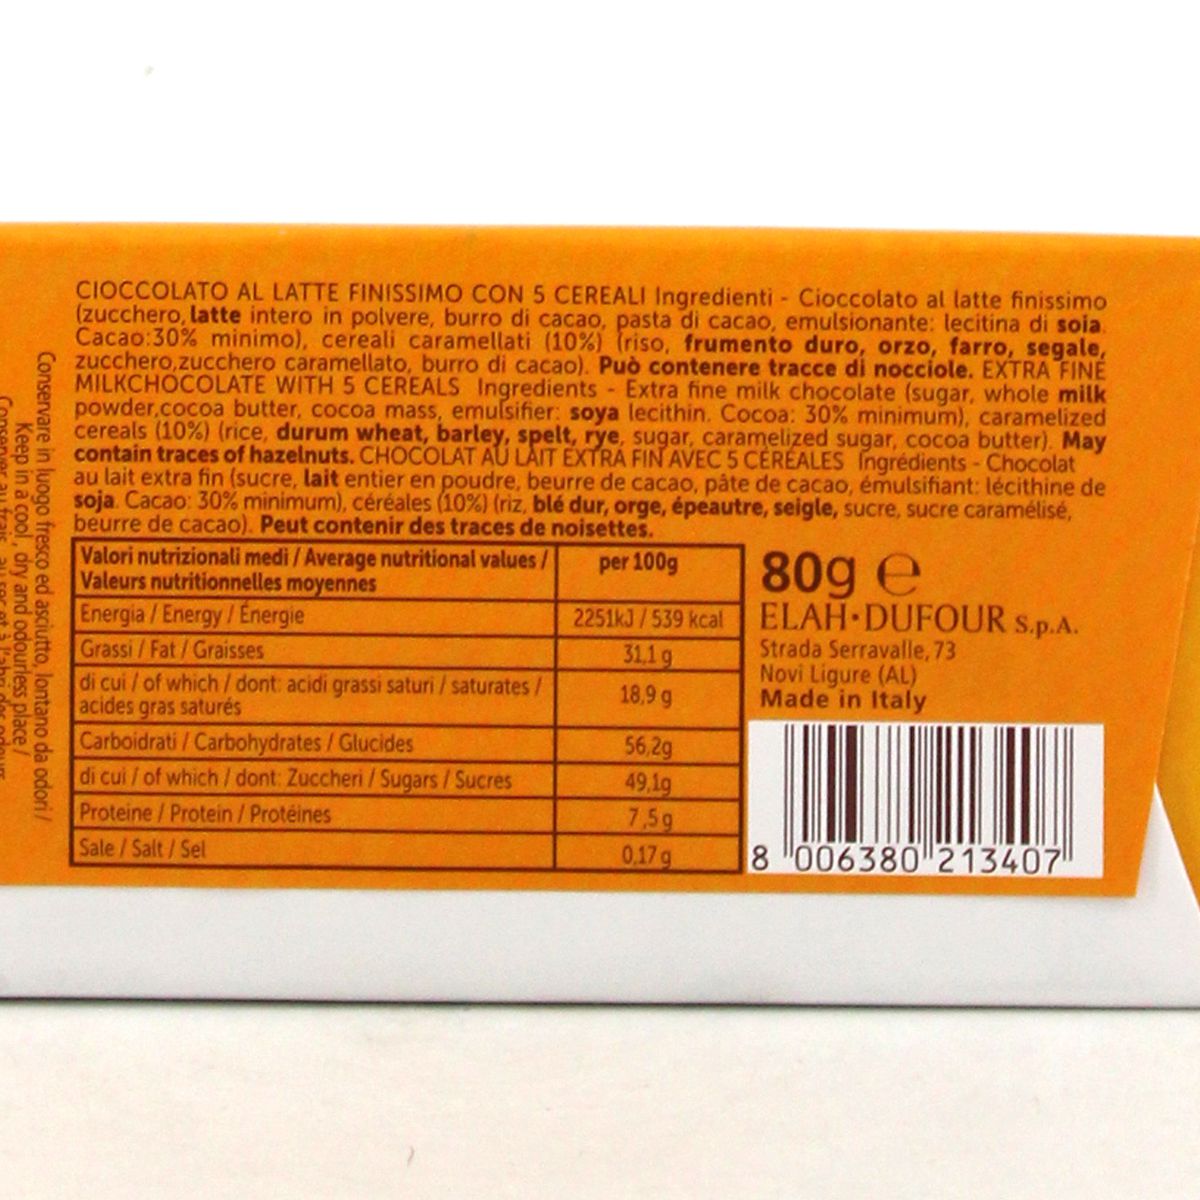 CIOCCOLATO AL LATTE FINISSIMO CON 5 CEREALI Ingredienti - Cioccolato al latte finissimo
(zucchero, latte intero in polvere, burro di cacao, pasta di cacao, emulsionante: lecitina di soia.
Cacao:30% minimo), cereali caramellati (10%) (riso, frumento duro, orzo, farro, segale,
zucchero,zucchero caramellato, burro di cacao). Può contenere tracce di nocciole. EXTRA FINE
MILKCHOCOLATE WITH 5 CEREALS Ingredients - Extra fine milk chocolate (sugar, whole milk
powder,cocoa butter, cocoa mass, emulsifier: soya lecithin. Cocoa: 30% minimum), caramelized
cereals (10%) (rice, durum wheat, barley, spelt, rye, sugar, caramelized sugar, cocoa butter). May
contain traces of hazelnuts. CHOCOLAT AU LAIT EXTRA FIN AVEC 5 CÉRÉALES Ingrédients - Chocolat
au lait extra fin (sucre, lait entier en poudre, beurre de cacao, pâte de cacao, émulsifiant: lécithine de
soja. Cacao: 30% minimum), céréales (10%) (riz, blé dur, orge, épeautre, seigle, sucre, sucre caramélisé,
beurre de cacao). Peut contenir des traces de noisettes.
Valori nutrizionali medi / Average nutritional values /
Valeurs nutritionnelles moyennes
per 100g
Energia / Energy / Énergie
2251kJ / 539 kcal
Grassi / Fat / Graisses
31,1 g
di cui / of which / dont: acidi grassi saturi / saturates /
acides gras saturés
18,9 g
Carboidrati / Carbohydrates / Glucides
56,2g
di cui / of which / dont: Zuccheri / Sugars / Sucres
49,1g
Proteine / Protein / Protéines
7,5 g
Sale / Salt / Sel
0,17 g
80g e
ELAH·DUFOUR S.p.A.
Strada Serravalle, 73
Novi Ligure (AL)
Made in Italy
8 006380 213407
Conservare in luogo fresco ed asciutto, lontano da odori /
Keep in a cool, dry and odourless place /